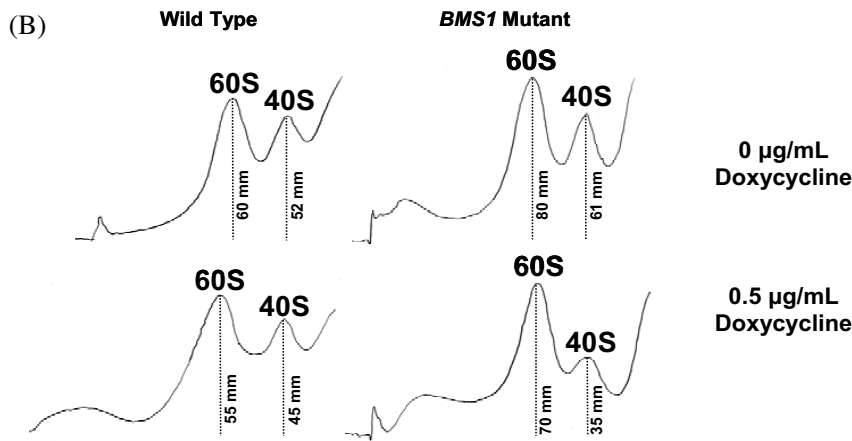 (B)
Wild Type
BMS1 Mutant
60S
40S
60 mm
52 mm
60S
40S
80 mm
61 mm
0 µg/mL
Doxycycline
60S
40S
55 mm
45 mm
60S
40S
70 mm
35 mm
0.5 µg/mL
Doxycycline